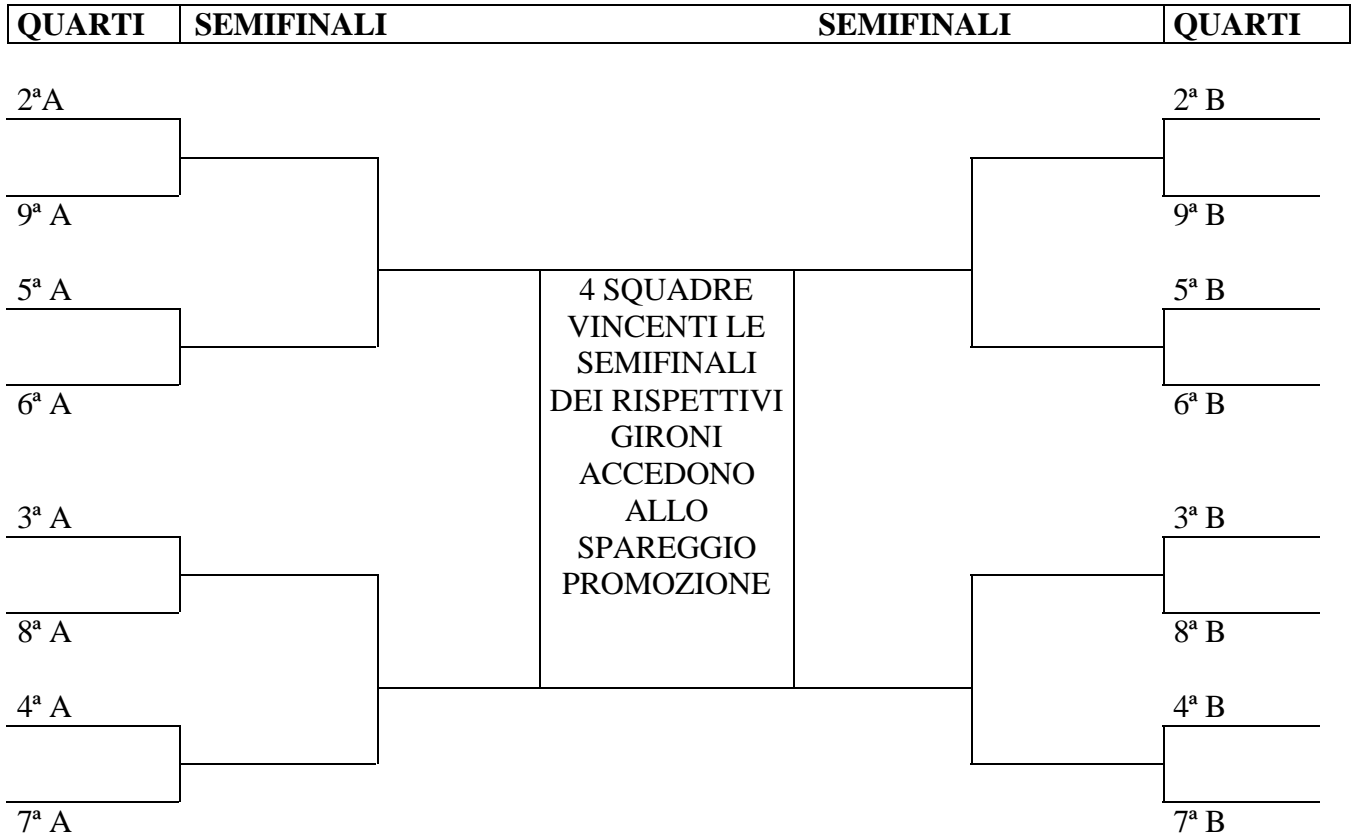 QUARTI SEMIFINALI SEMIFINALI QUARTI
2ªA 2ª B
9ª A 9ª B
5ª A 5ª B
6ª A 6ª B
3ª A 3ª B
8ª A 8ª B
4ª A 4ª B
7ª A 7ª B
4 SQUADRE
VINCENTI LE
SEMIFINALI
DEI RISPETTIVI
GIRONI
ACCEDONO
ALLO
SPAREGGIO
PROMOZIONE